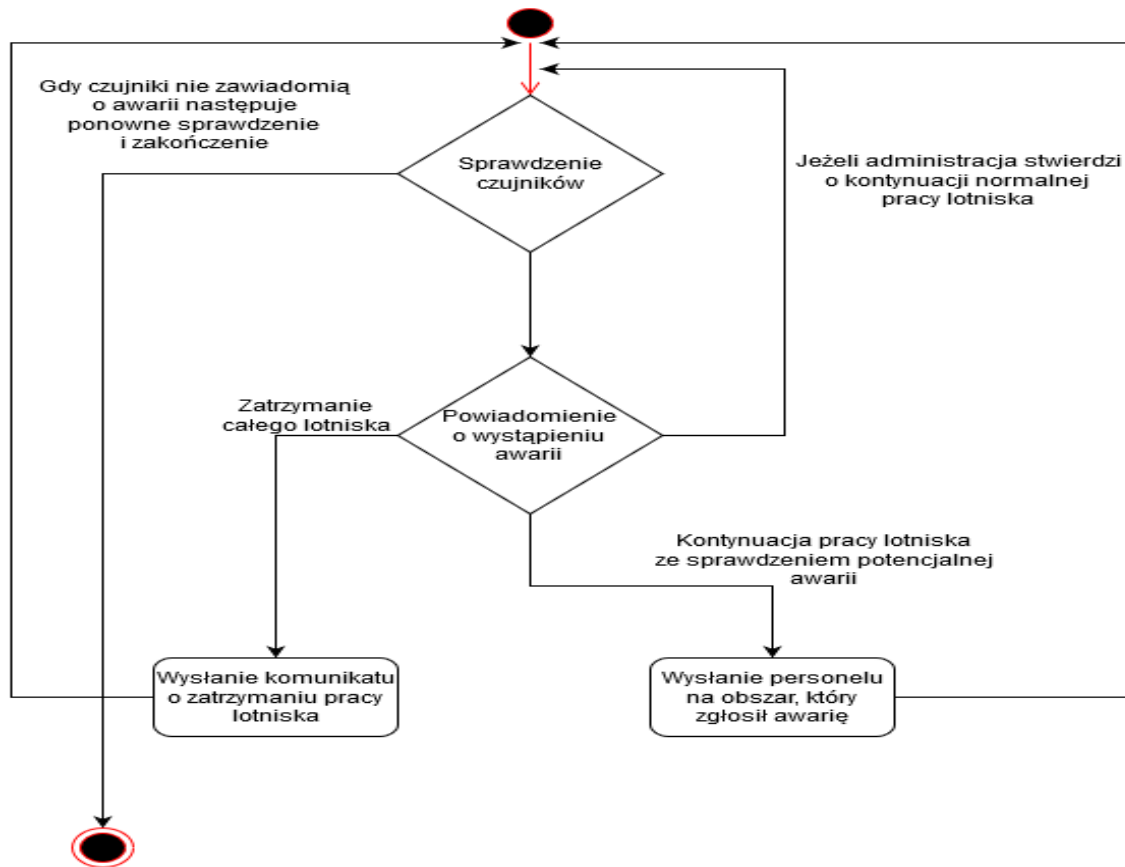 Gdy czujniki nie zawiadomią
o awarii następuje
ponowne sprawdzenie
i zakończenie
Sprawdzenie
czujników
Jeżeli administracja stwierdzi
o kontynuacji normalnej
pracy lotniska
Zatrzymanie
całego lotniska
Powiadomienie
o wystąpieniu
awarii
Kontynuacja pracy lotniska
ze sprawdzeniem potencjalnej
awarii
Wysłanie komunikatu
o zatrzymaniu pracy
lotniska
Wysłanie personelu
na obszar, który
zgłosił awarię